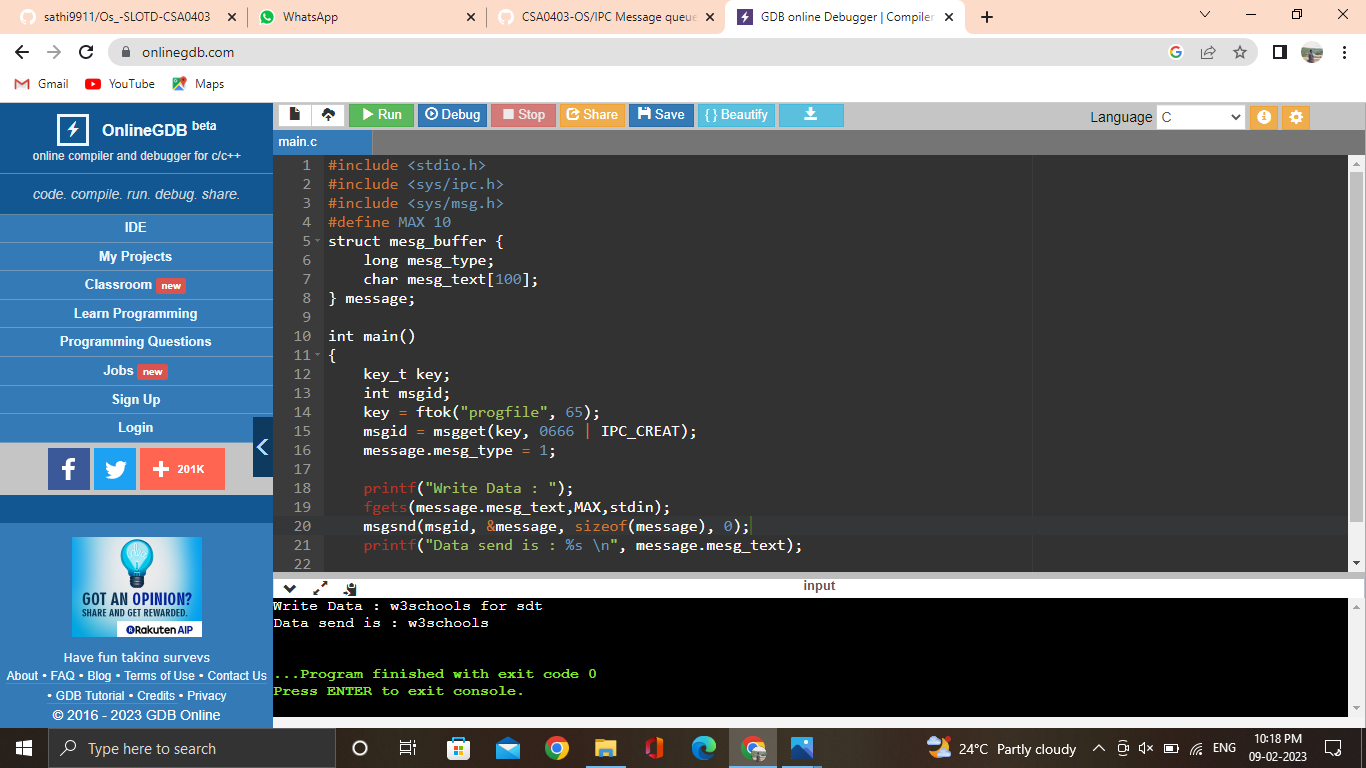 sathi9911/Os_-SLOTD-CSA0403
WhatsApp
CSA0403-OS/IPC Message queue
GDB online Debugger | Compiler
onlinegdb.com
Gmail
YouTube
Maps
OnlineGDB beta
online compiler and debugger for c/c++
code. compile. run. debug. share.
IDE
My Projects
Classroom new
Learn Programming
Programming Questions
Jobs new
Sign Up
Login
201K
GOT AN OPINION?
SHARE AND GET REWARDED.
Rakuten AIP
Have fun taking surveys
About • FAQ • Blog • Terms of Use • Contact Us
• GDB Tutorial • Credits • Privacy
© 2016 - 2023 GDB Online
Run Debug Stop Share Save {} Beautify
Language C
main.c
1 #include <stdio.h>
2 #include <sys/ipc.h>
3 #include <sys/msg.h>
4 #define MAX 10
5 struct mesg_buffer {
6 long mesg_type;
7 char mesg_text[100];
8 } message;
9
10 int main()
11 {
12 key_t key;
13 int msgid;
14 key = ftok("progfile", 65);
15 msgid = msgget(key, 0666 | IPC_CREAT);
16 message.mesg_type = 1;
17
18 printf("Write Data : ");
19 fgets(message.mesg_text,MAX,stdin);
20 msgsnd(msgid, &message, sizeof(message), 0);
21 printf("Data send is : %s \n", message.mesg_text);
22
input
Write Data : w3schools for sdt
Data send is : w3schools
...Program finished with exit code 0
Press ENTER to exit console.
Type here to search
24°C Partly cloudy
ENG
10:18 PM
09-02-2023